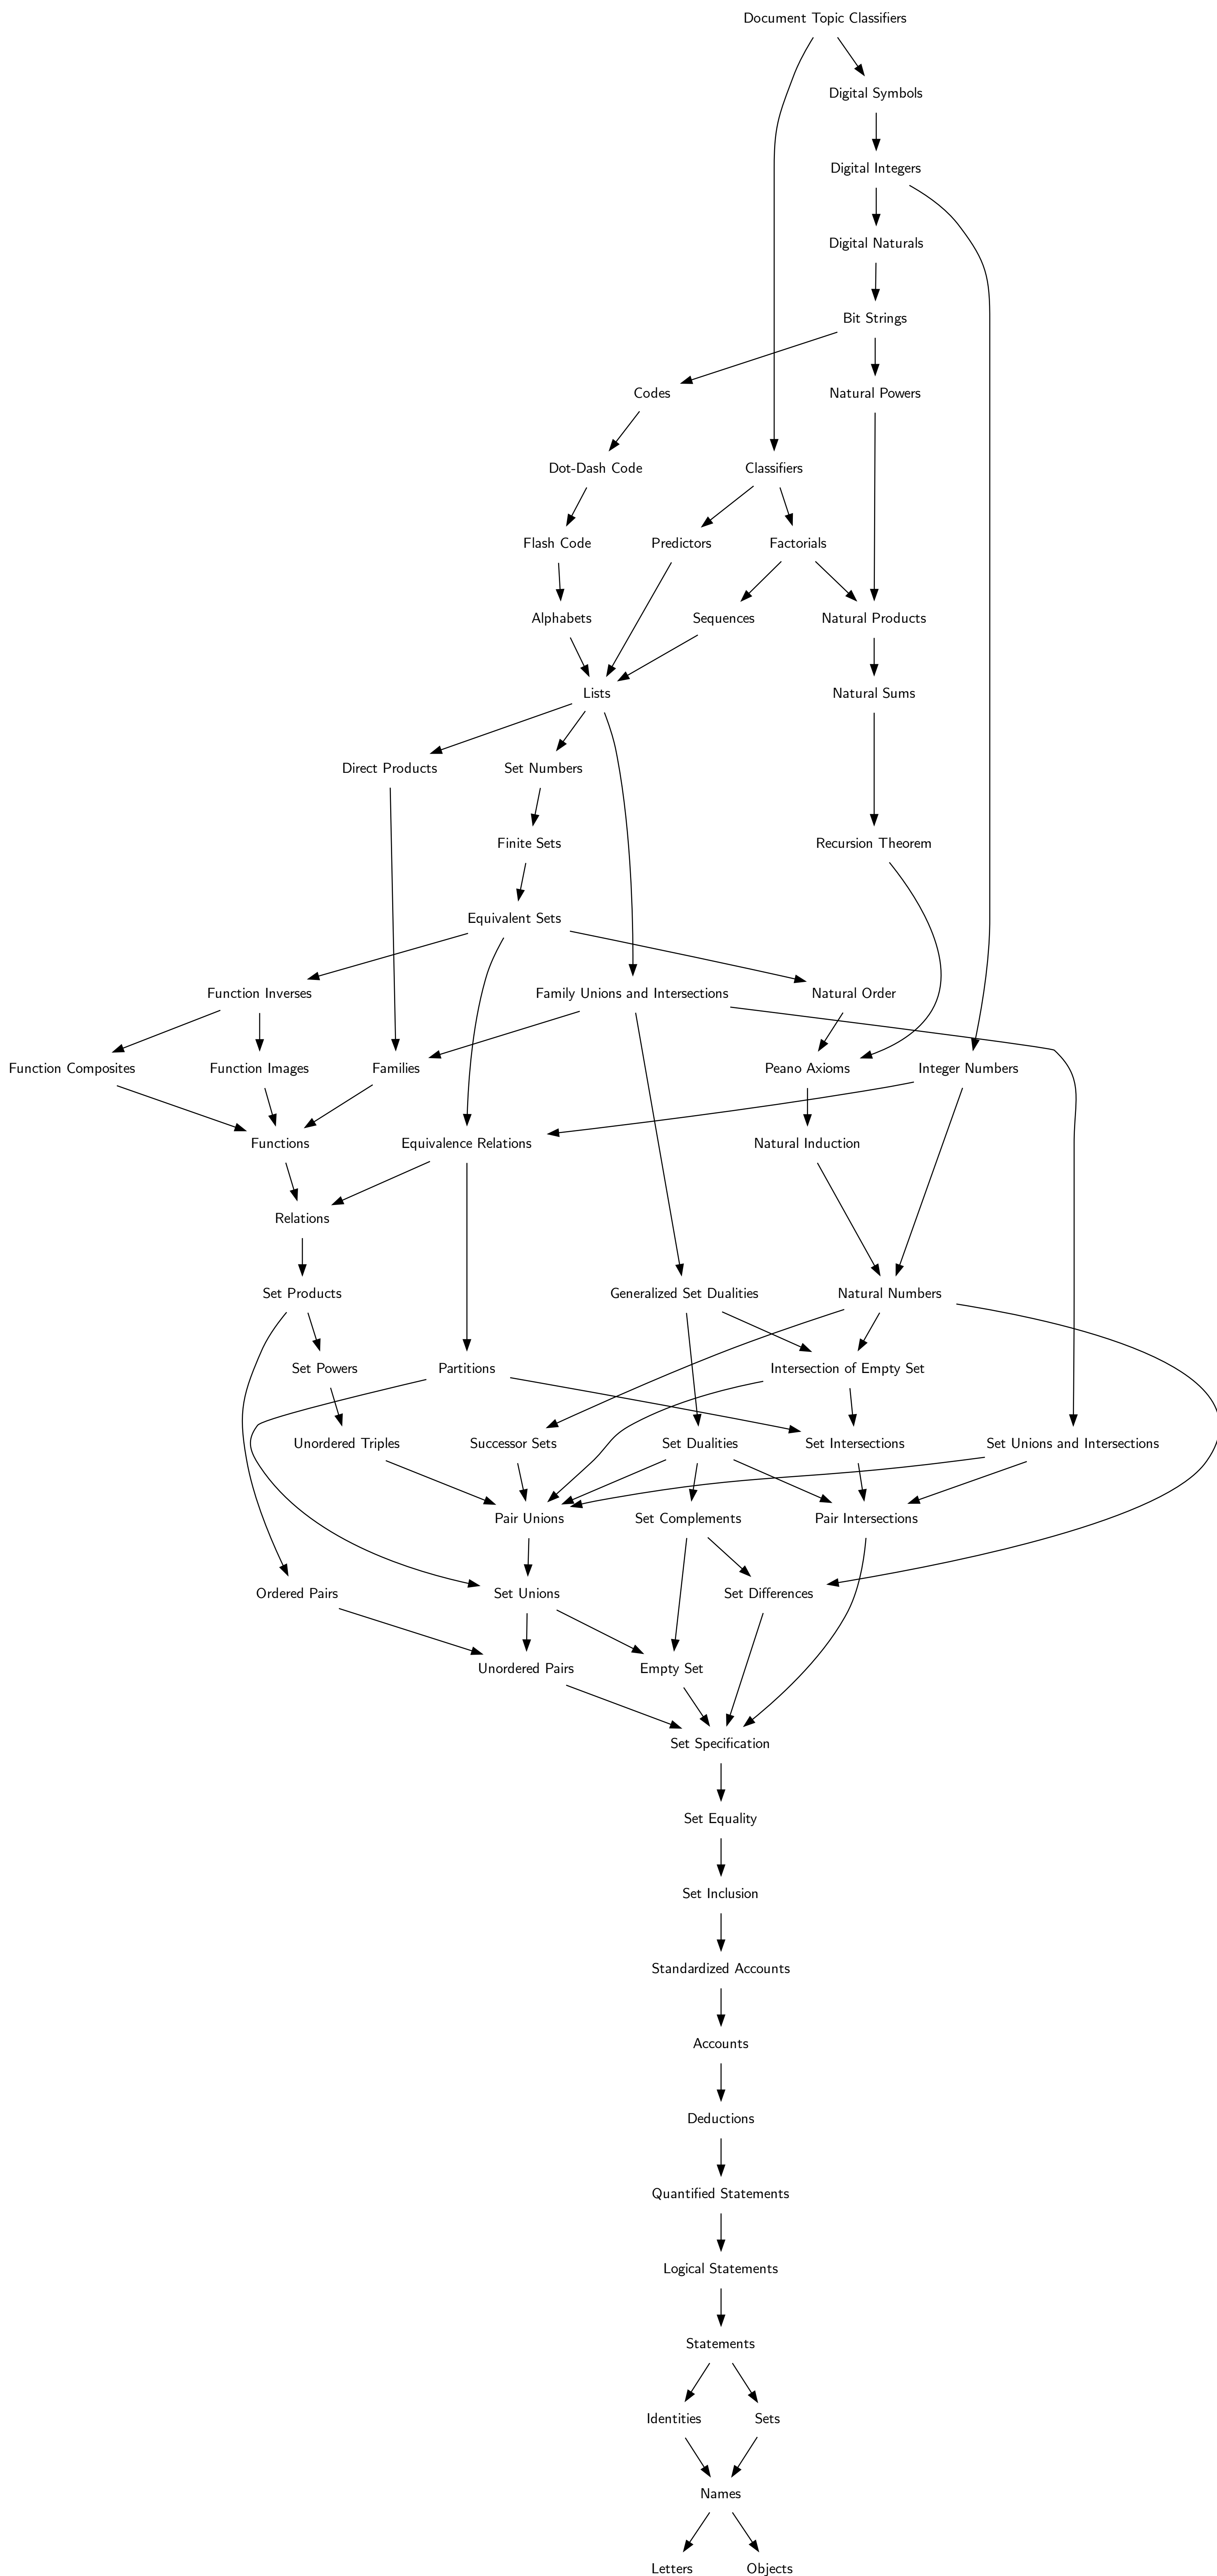 Document Topic Classifiers
Digital Symbols
Digital Integers
Digital Naturals
Bit Strings
Codes
Natural Powers
Dot-Dash Code
Classifiers
Flash Code
Predictors
Factorials
Alphabets
Sequences
Natural Products
Lists
Natural Sums
Direct Products
Set Numbers
Finite Sets
Recursion Theorem
Equivalent Sets
Function Inverses
Family Unions and Intersections
Natural Order
Function Composites
Function Images
Families
Peano Axioms
Integer Numbers
Functions
Equivalence Relations
Natural Induction
Relations
Set Products
Generalized Set Dualities
Natural Numbers
Set Powers
Partitions
Intersection of Empty Set
Unordered Triples
Successor Sets
Set Dualities
Set Intersections
Set Unions and Intersections
Pair Unions
Set Complements
Pair Intersections
Ordered Pairs
Set Unions
Set Differences
Unordered Pairs
Empty Set
Set Specification
Set Equality
Set Inclusion
Standardized Accounts
Accounts
Deductions
Quantified Statements
Logical Statements
Statements
Identities
Sets
Names
Letters
Objects